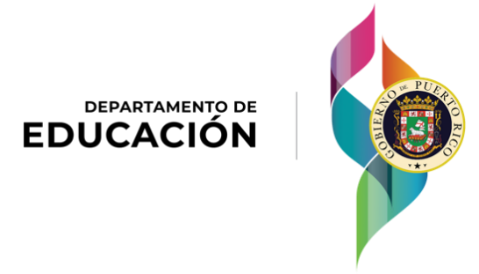 DEPARTAMENTO DE
EDUCACIÓN
GOBIERNO DE PUERTO RICO